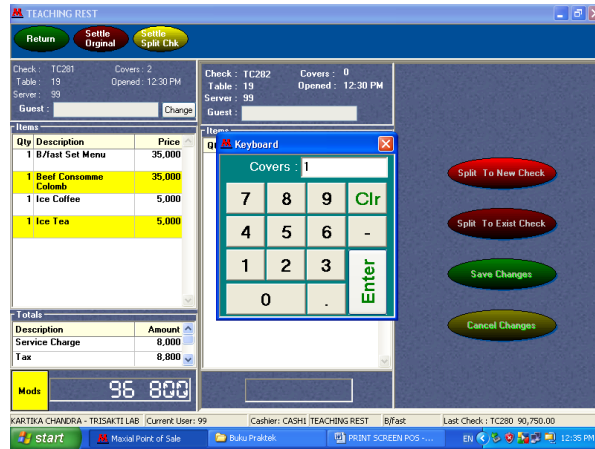 TEACHING REST
Return
Settle Orginal
Settle Split Chk
Check : TC281 Covers : 2
Table : 19 Opened : 12:30 PM
Server : 99
Guest : Change
Check : TC282 Covers : 0
Table : 19 Opened : 12:30 PM
Server : 99
Guest :
Items
Qty Description Price
1 B/fast Set Menu 35,000
1 Beef Consomme Colomb 35,000
1 Ice Coffee 5,000
1 Ice Tea 5,000
Items
Keyboard
Covers : 1
7 8 9 Clr
4 5 6 -
1 2 3 Enter
0 .
Split To New Check
Split To Exist Check
Save Changes
Cancel Changes
Totals
Description Amount
Service Charge 8,000
Tax 8,800
Mods 96 800
KARTIKA CHANDRA - TRISAKTI LAB Current User: 99 Cashier: CASH1 TEACHING REST B/fast Last Check : TC280 90,750.00
start Maxial Point of Sale Buku Praktek PRINT SCREEN POS -... EN 12:35 PM